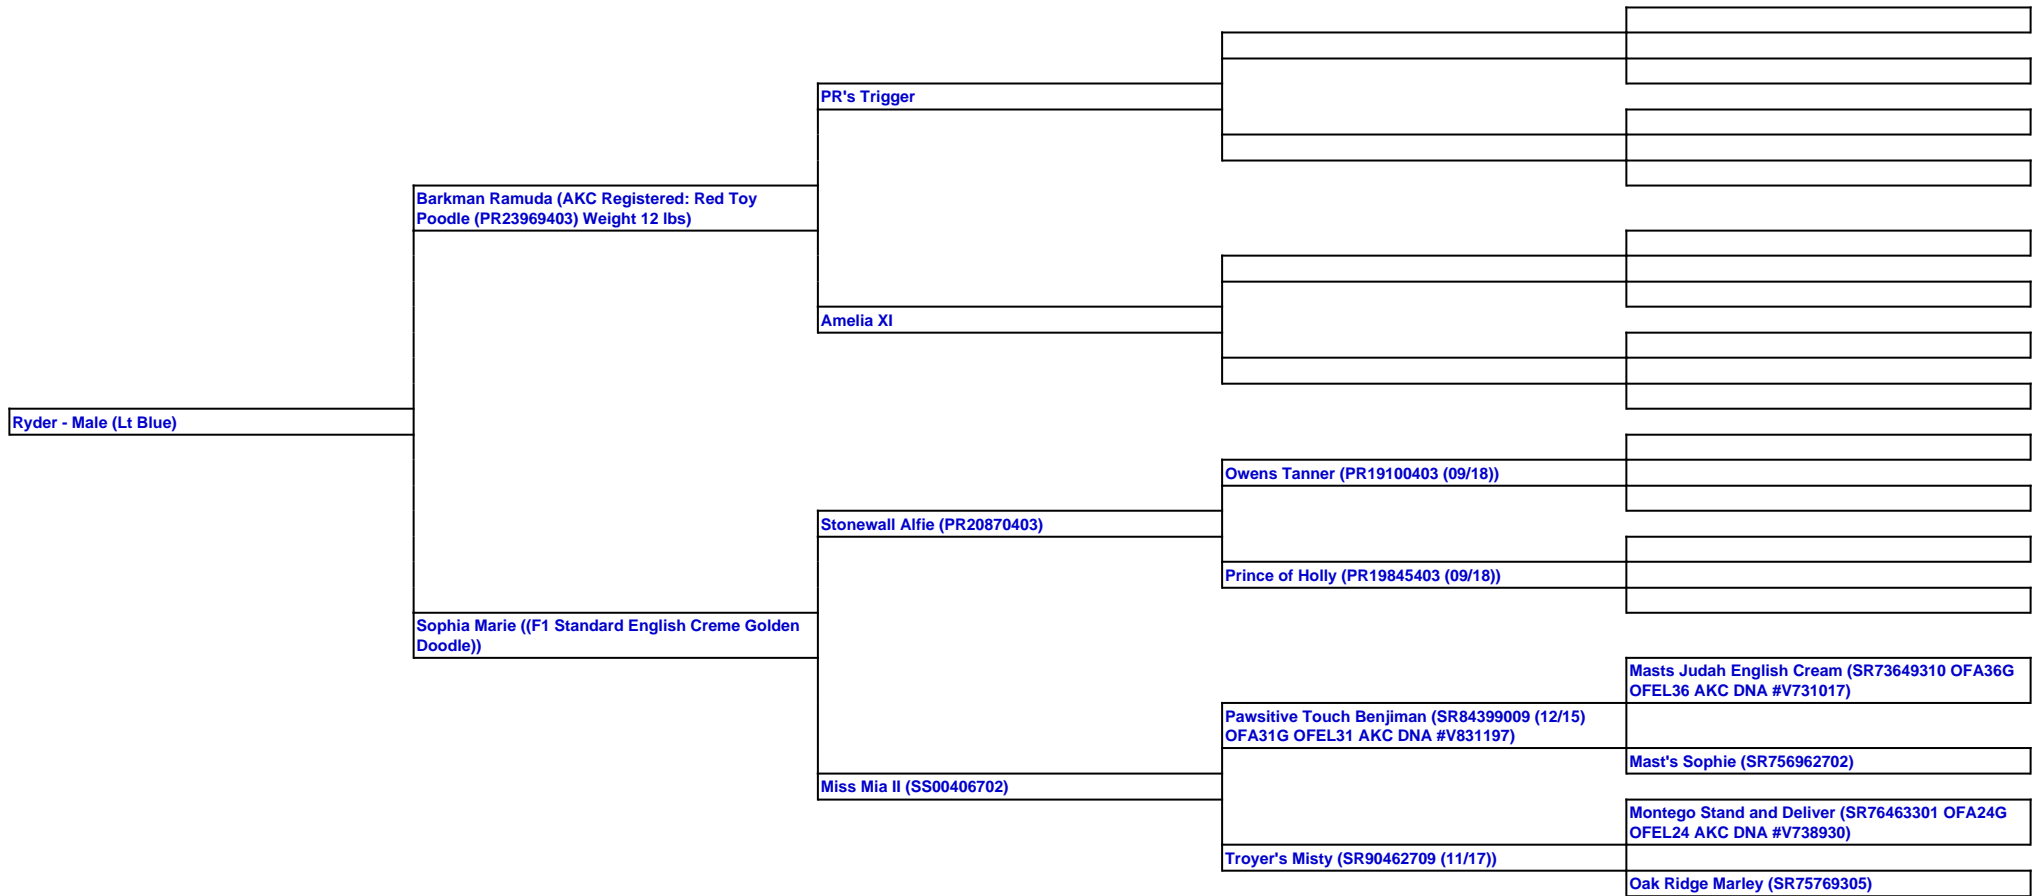 PR's Trigger
Barkman Ramuda (AKC Registered: Red Toy
Poodle (PR23969403) Weight 12 lbs)
Amelia XI
Ryder - Male (Lt Blue)
Owens Tanner (PR19100403 (09/18))
Stonewall Alfie (PR20870403)
Prince of Holly (PR19845403 (09/18))
Sophia Marie ((F1 Standard English Creme Golden
Doodle))
Masts Judah English Cream (SR73649310 OFA36G
OFEL36 AKC DNA #V731017)
Pawsitive Touch Benjiman (SR84399009 (12/15)
OFA31G OFEL31 AKC DNA #V831197)
Mast's Sophie (SR756962702)
Miss Mia II (SS00406702)
Montego Stand and Deliver (SR76463301 OFA24G
OFEL24 AKC DNA #V738930)
Troyer's Misty (SR90462709 (11/17))
Oak Ridge Marley (SR75769305)